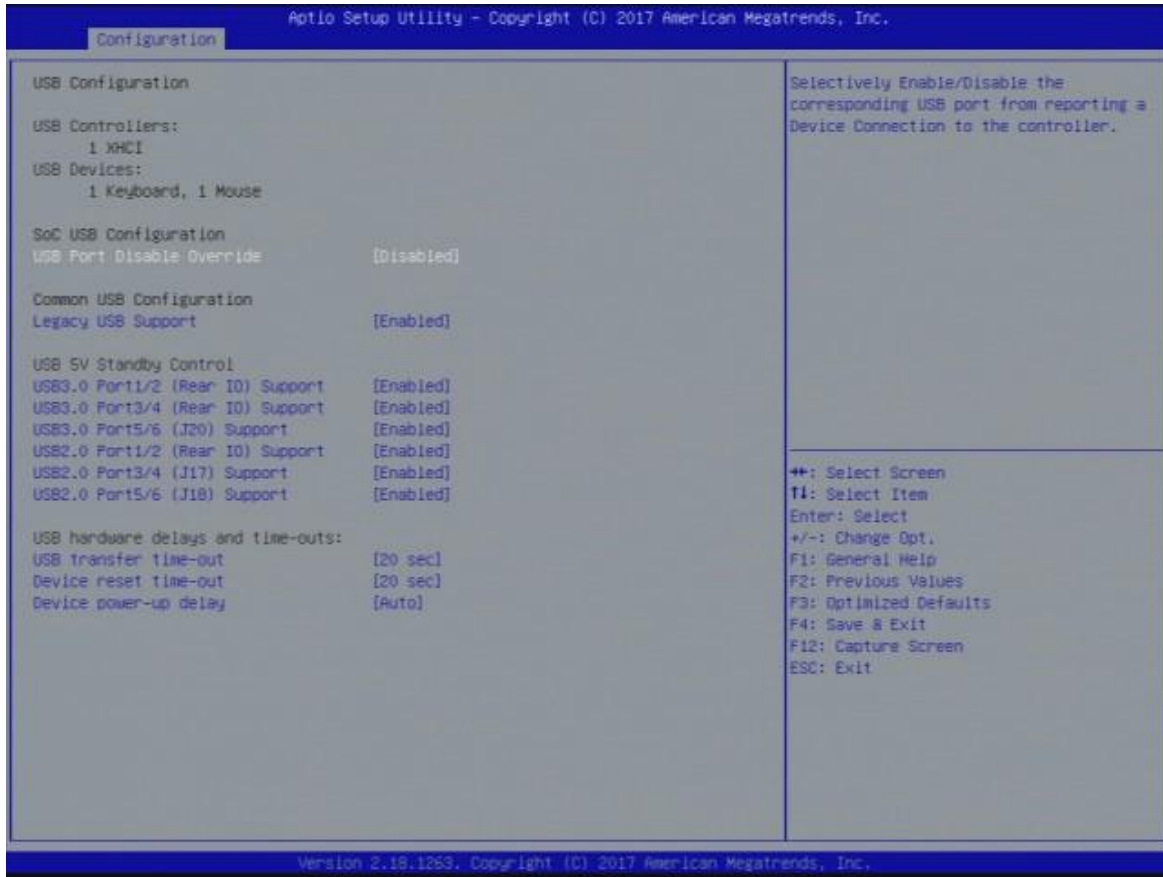 Aptio Setup Utility - Copyright (C) 2017 American Megatrends, Inc.
Configuration
USB Configuration
USB Controllers:
1 XHCI
USB Devices:
1 Keyboard, 1 Mouse
SoC USB Configuration
USB Port Disable Override [Disabled]
Common USB Configuration
Legacy USB Support [Enabled]
USB 5V Standby Control
USB3.0 Port1/2 (Rear IO) Support [Enabled]
USB3.0 Port3/4 (Rear IO) Support [Enabled]
USB3.0 Port5/6 (J20) Support [Enabled]
USB2.0 Port1/2 (Rear IO) Support [Enabled]
USB2.0 Port3/4 (J17) Support [Enabled]
USB2.0 Port5/6 (J18) Support [Enabled]
USB hardware delays and time-outs:
USB transfer time-out [20 sec]
Device reset time-out [20 sec]
Device power-up delay [Auto]
Selectively Enable/Disable the
corresponding USB port from reporting a
Device Connection to the controller.
→←: Select Screen
↑↓: Select Item
Enter: Select
+/-: Change Opt.
F1: General Help
F2: Previous Values
F3: Optimized Defaults
F4: Save & Exit
F12: Capture Screen
ESC: Exit
Version 2.18.1263. Copyright (C) 2017 American Megatrends, Inc.